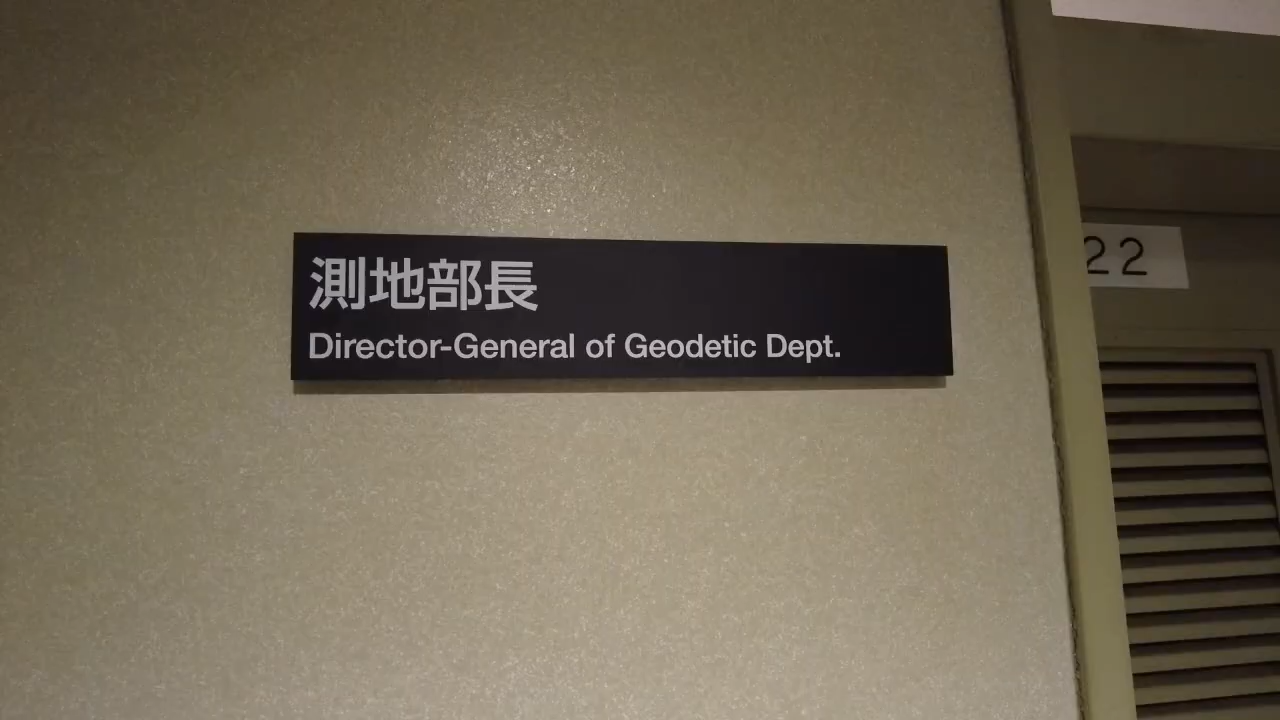 測地部長
Director-General of Geodetic Dept.
22